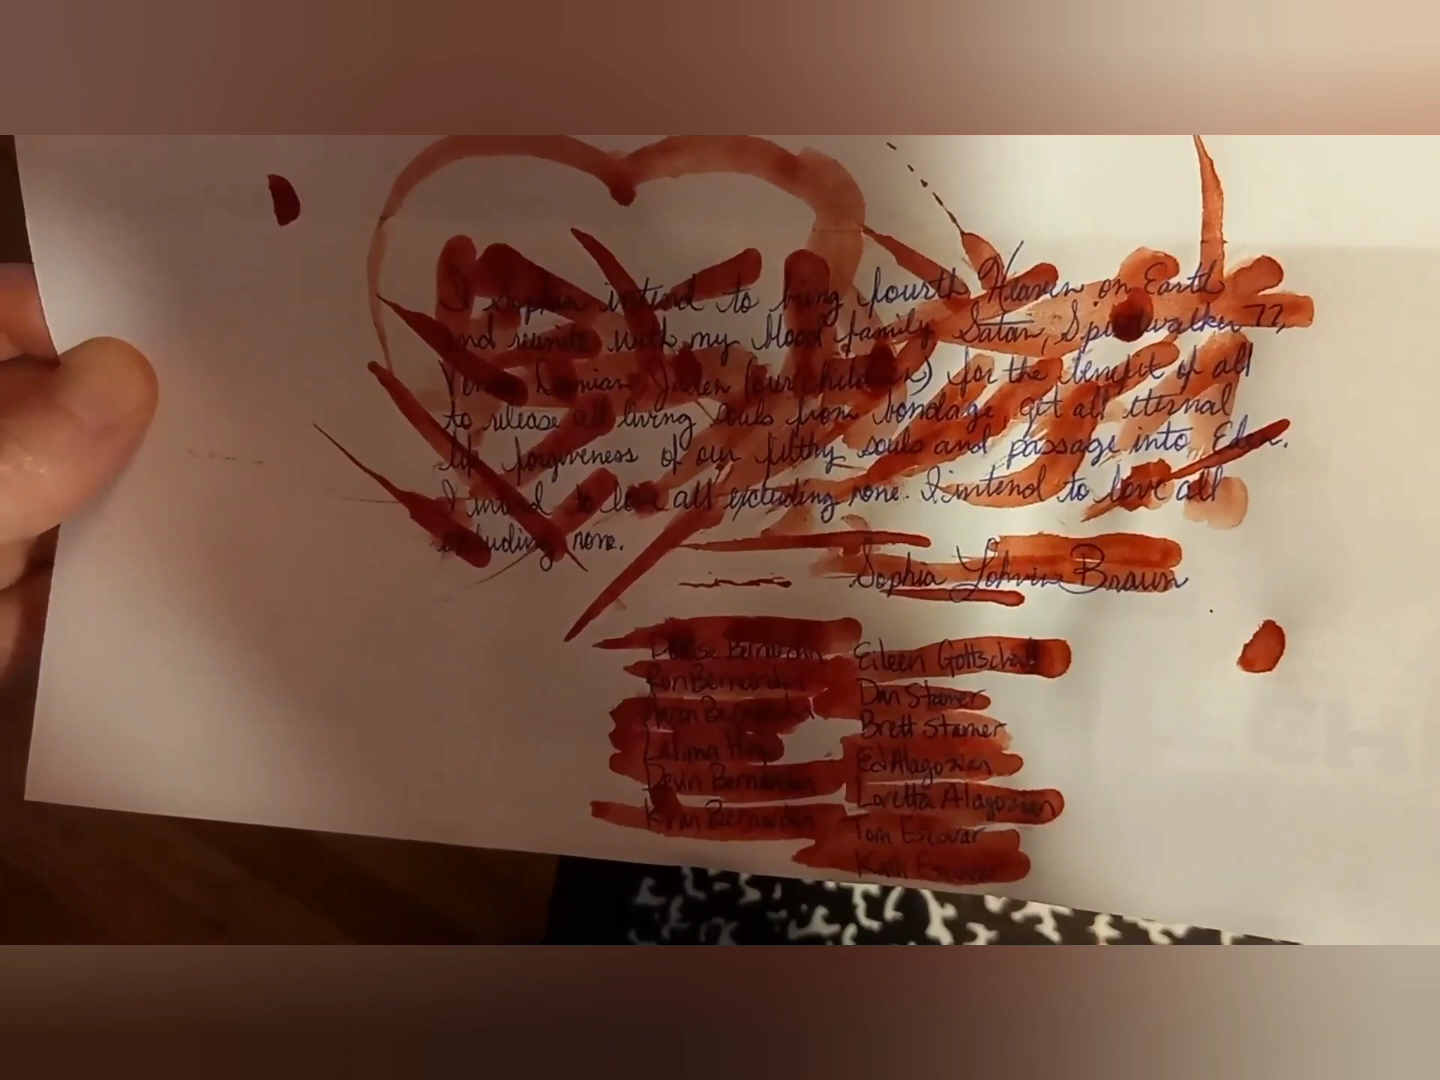 I Sophia intend to bring fourth Heaven on Earth
and reunite with my blood family Satan, Spiritwalker 77,
Damian Jaden (our children) for the benefit of all
to release all living souls from bondage, get all eternal
life forgiveness of our filthy souls and passage into Eden.
I intend to love all excluding none. I intend to love all
excluding none.
Sophia Braun
Eileen Gottschalk
Ron Bernardin
Dan Stamer
Brett Stamer
Ed Alagozian
Devin Bernardin
Loretta Alagozian
Tom Escovar
Escovar